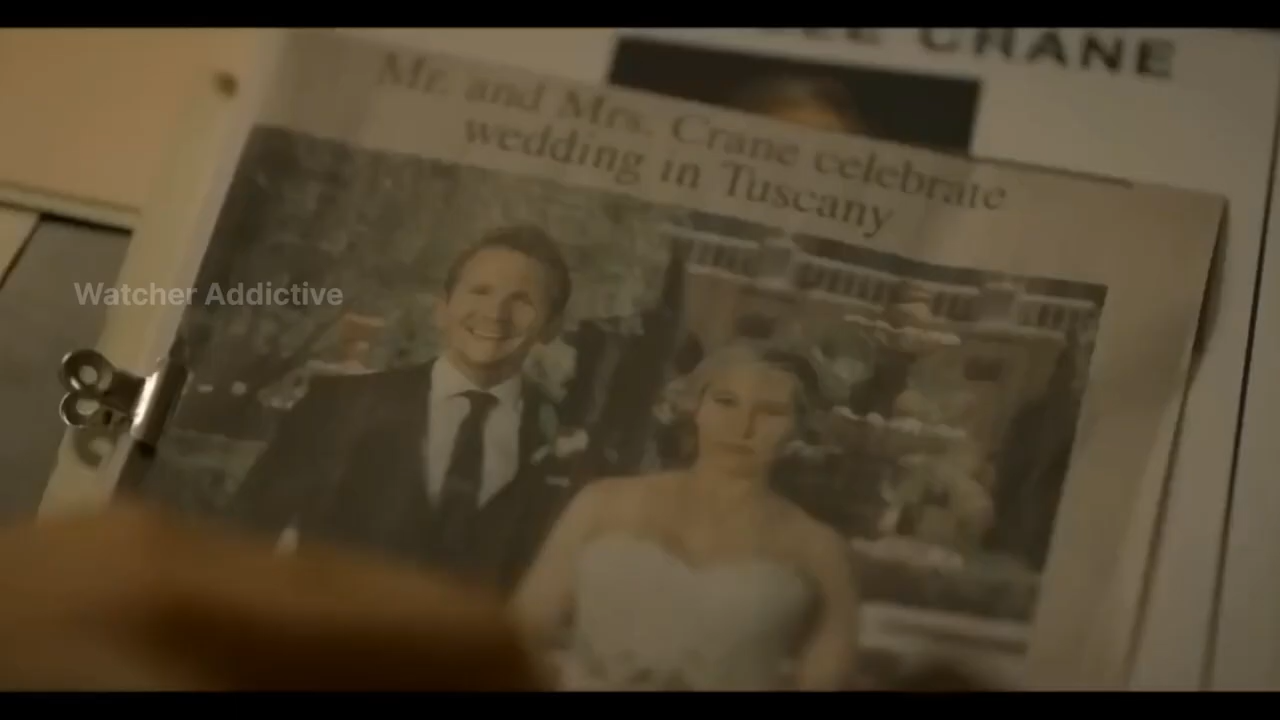 CRANE
Mr. and Mrs. Crane celebrate
wedding in Tuscany
Watcher Addictive